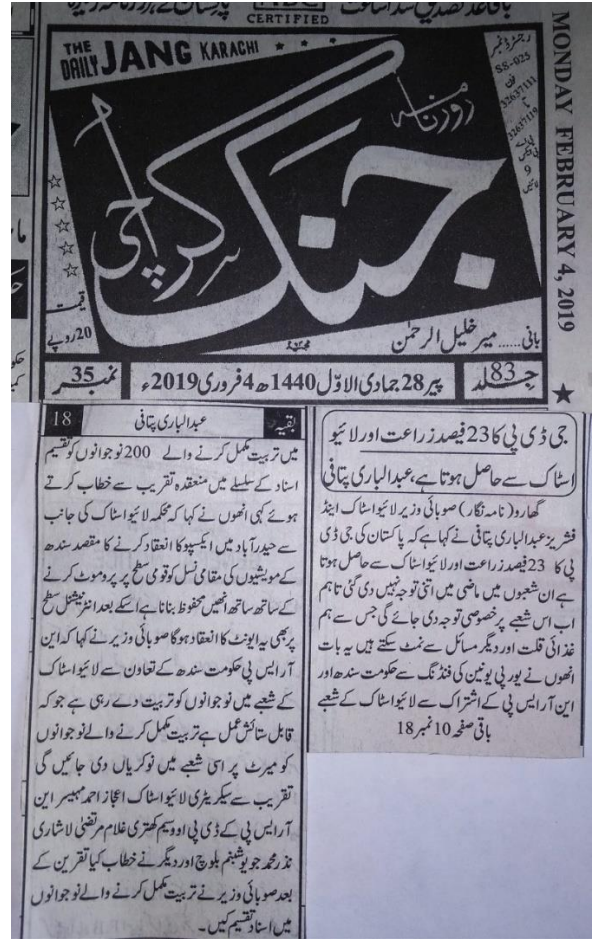 CERTIFIED
THE DAILY JANG KARACHI
روزنامہ
جنگ کراچی
رجسٹرڈ نمبر
SS-025
فون
32637111
تا
32637119
پی اے بی ایکس
9
لائنیں
MONDAY FEBRUARY 4, 2019
قیمت
20 روپے
بانی......میر خلیل الرحمٰن
جلد 83
پیر 28 جمادی الاوّل 1440ھ 4 فروری 2019ء
نمبر 35
جی ڈی پی کا 23 فیصد زراعت اور لائیو
اسٹاک سے حاصل ہوتا ہے، عبدالباری پتافی
گھارو (نامہ نگار) صوبائی وزیر لائیو اسٹاک اینڈ
فشریز عبدالباری پتافی نے کہا ہے کہ پاکستان کی جی ڈی
پی کا 23 فیصد زراعت اور لائیو اسٹاک سے حاصل ہوتا
ہے ان شعبوں میں ماضی میں اتنی توجہ نہیں دی گئی تاہم
اب اس شعبے پر خصوصی توجہ دی جائے گی جس سے ہم
غذائی قلت اور دیگر مسائل سے نمٹ سکتے ہیں یہ بات
انھوں نے یورپی یونین کی فنڈنگ سے حکومت سندھ اور
این آر ایس پی کے اشتراک سے لائیو اسٹاک کے شعبے
باقی صفحہ 10 نمبر 18
بقیہ عبدالباری پتافی 18
میں تربیت مکمل کرنے والے 200 نوجوانوں کو تقسیم
اسناد کے سلسلے میں منعقدہ تقریب سے خطاب کرتے
ہوئے کہی انھوں نے کہا کہ محکمہ لائیو اسٹاک کی جانب
سے حیدرآباد میں ایکسپو کا انعقاد کرنے کا مقصد سندھ
کے مویشیوں کی مقامی نسل کو قومی سطح پر پروموٹ کرنے
کے ساتھ ساتھ انھیں محفوظ بنانا ہے اسکے بعد انٹرنیشنل سطح
پر بھی یہ ایونٹ کا انعقاد ہوگا صوبائی وزیر نے کہا کہ این
آر ایس پی حکومت سندھ کے تعاون سے لائیو اسٹاک
کے شعبے میں نوجوانوں کو تربیت دے رہی ہے جو کہ
قابل ستائش عمل ہے تربیت مکمل کرنے والے نوجوانوں
کو میرٹ پر اسی شعبے میں نوکریاں دی جائیں گی
تقریب سے سیکریٹری لائیو اسٹاک اعجاز احمد مہیسر این
آر ایس پی کے ڈی پی او وسیم کھتری غلام مرتضیٰ لاشاری
نذر محمد جویو شبنم بلوچ اور دیگر نے خطاب کیا تقریں کے
بعد صوبائی وزیر نے تربیت مکمل کرنے والے نوجوانوں
میں اسناد تقسیم کیں۔